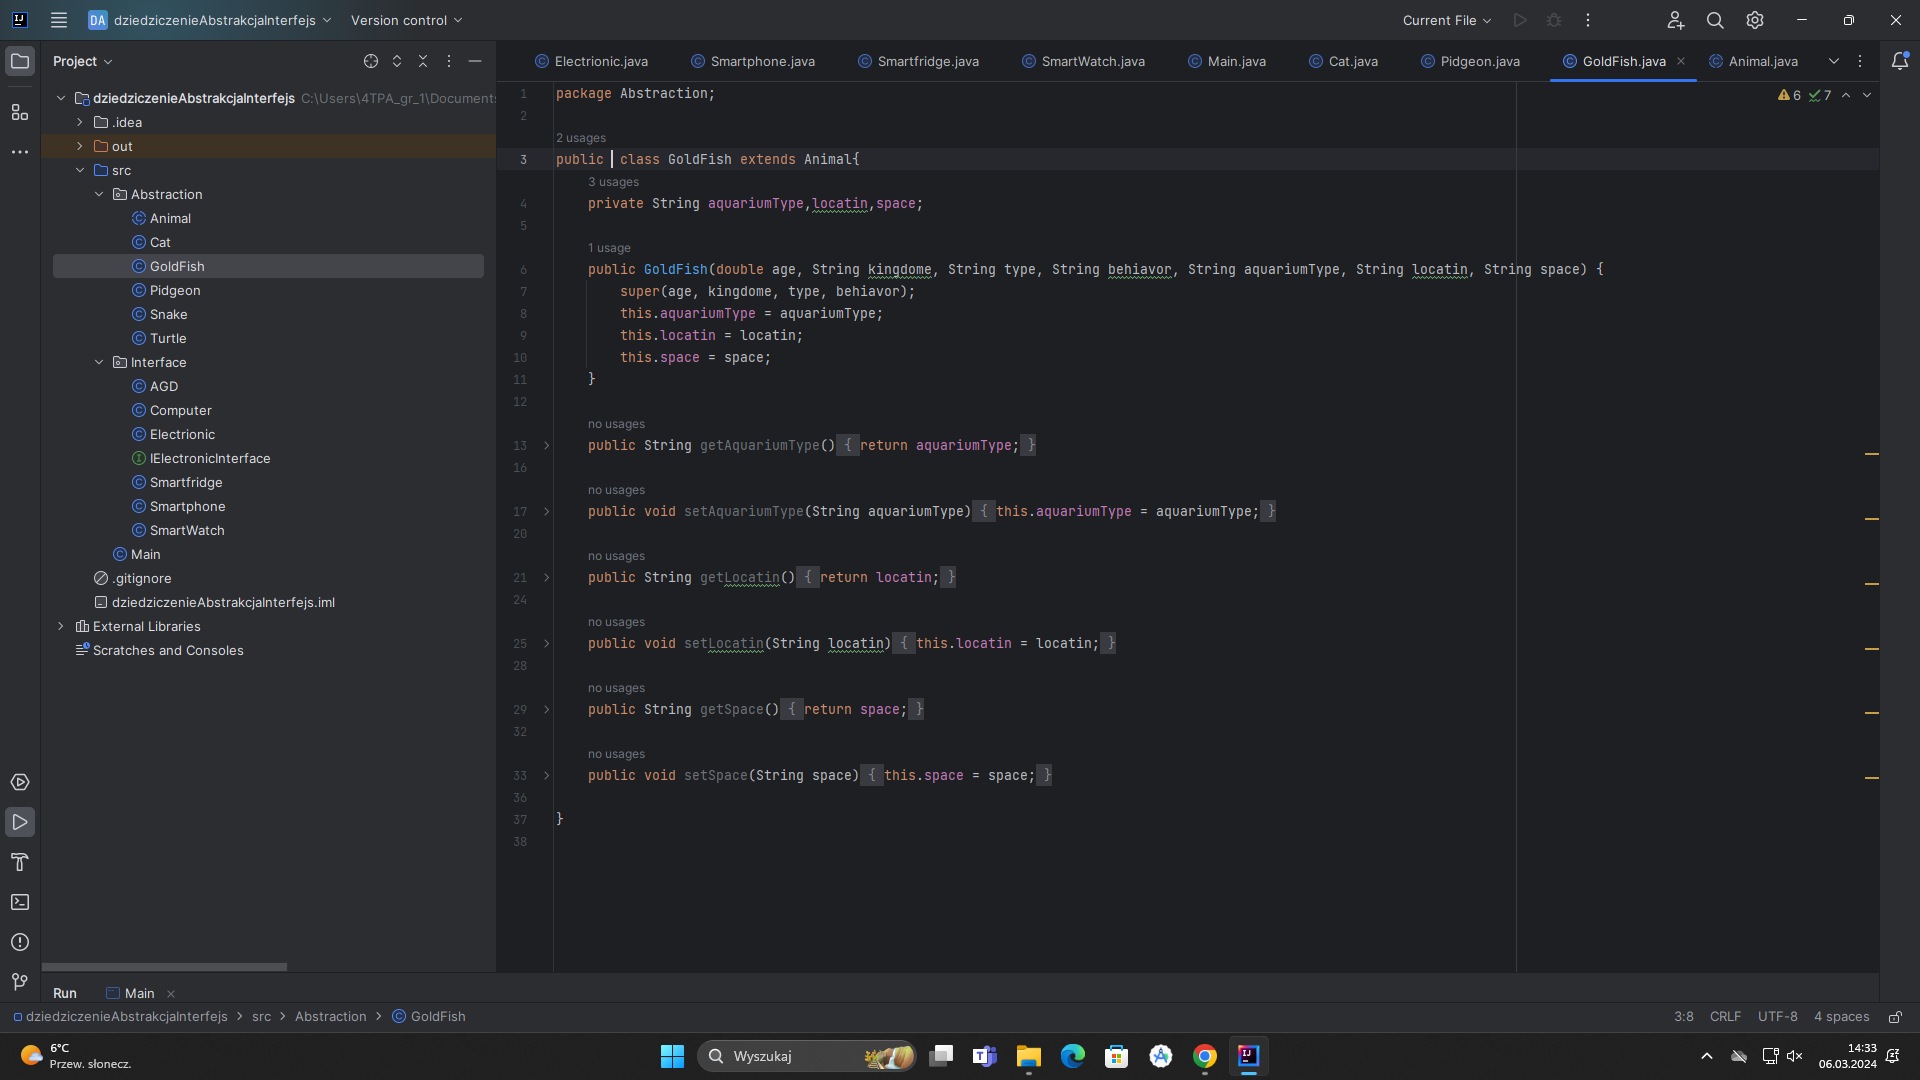 DA dziedziczenieAbstrakcjaInterfejs Version control Current File
Project
Electrionic.java Smartphone.java Smartfridge.java SmartWatch.java Main.java Cat.java Pidgeon.java GoldFish.java Animal.java
dziedziczenieAbstrakcjaInterfejs C:\Users\4TPA_gr_1\Documents
.idea
out
src
Abstraction
Animal
Cat
GoldFish
Pidgeon
Snake
Turtle
Interface
AGD
Computer
Electrionic
IElectronicInterface
Smartfridge
Smartphone
SmartWatch
Main
.gitignore
dziedziczenieAbstrakcjaInterfejs.iml
External Libraries
Scratches and Consoles
6 7
1 package Abstraction;
2
2 usages
3 public class GoldFish extends Animal{
3 usages
4 private String aquariumType,locatin,space;
5
1 usage
6 public GoldFish(double age, String kingdome, String type, String behiavor, String aquariumType, String locatin, String space) {
7 super(age, kingdome, type, behiavor);
8 this.aquariumType = aquariumType;
9 this.locatin = locatin;
10 this.space = space;
11 }
12
no usages
13 public String getAquariumType() { return aquariumType; }
16
no usages
17 public void setAquariumType(String aquariumType) { this.aquariumType = aquariumType; }
20
no usages
21 public String getLocatin() { return locatin; }
24
no usages
25 public void setLocatin(String locatin) { this.locatin = locatin; }
28
no usages
29 public String getSpace() { return space; }
32
no usages
33 public void setSpace(String space) { this.space = space; }
36
37 }
38
Run Main
dziedziczenieAbstrakcjaInterfejs > src > Abstraction > GoldFish 3:8 CRLF UTF-8 4 spaces
6°C
Przew. słonecz.
Wyszukaj
14:33
06.03.2024